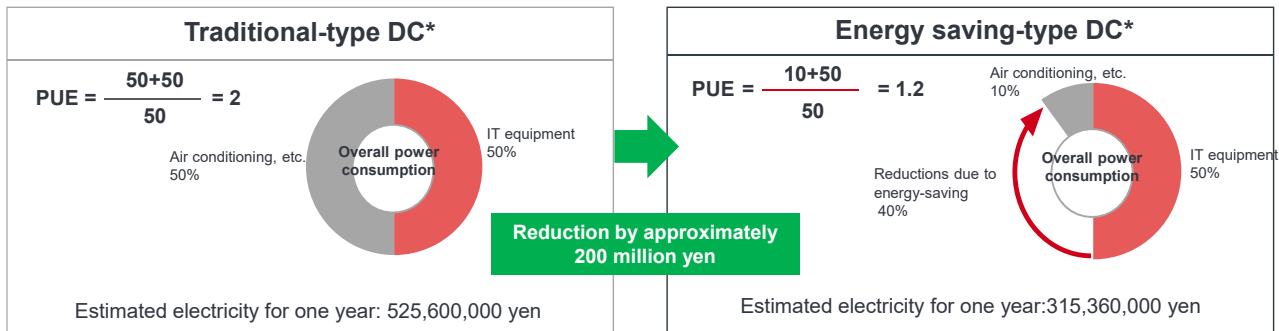 Traditional-type DC*
PUE = 50+50 / 50 = 2
Air conditioning, etc.
50%
Overall power
consumption
IT equipment
50%
Estimated electricity for one year: 525,600,000 yen
Reduction by approximately
200 million yen
Energy saving-type DC*
PUE = 10+50 / 50 = 1.2
Air conditioning, etc.
10%
Reductions due to
energy-saving
40%
Overall power
consumption
IT equipment
50%
Estimated electricity for one year:315,360,000 yen